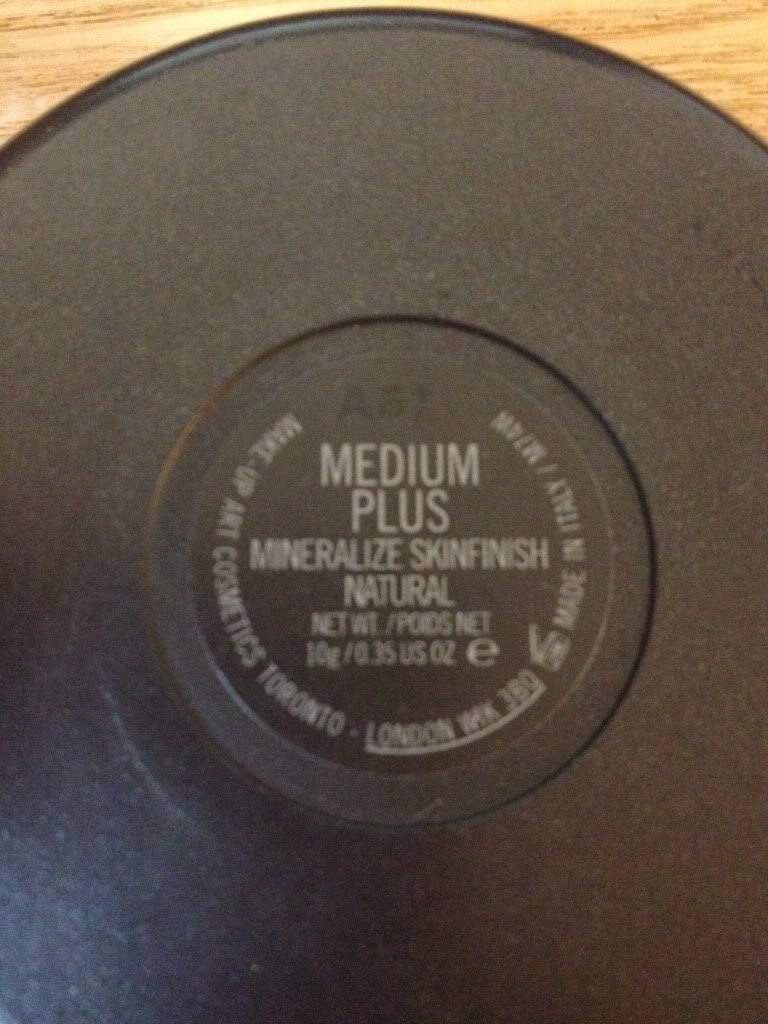 MEDIUM
PLUS
MINERALIZE SKINFINISH
NATURAL
NET WT. / POIDS NET
10g / 0.35 US OZ e
MAKE-UP ART COSMETICS TORONTO · LONDON W1K 3BQ
MADE IN ITALY /